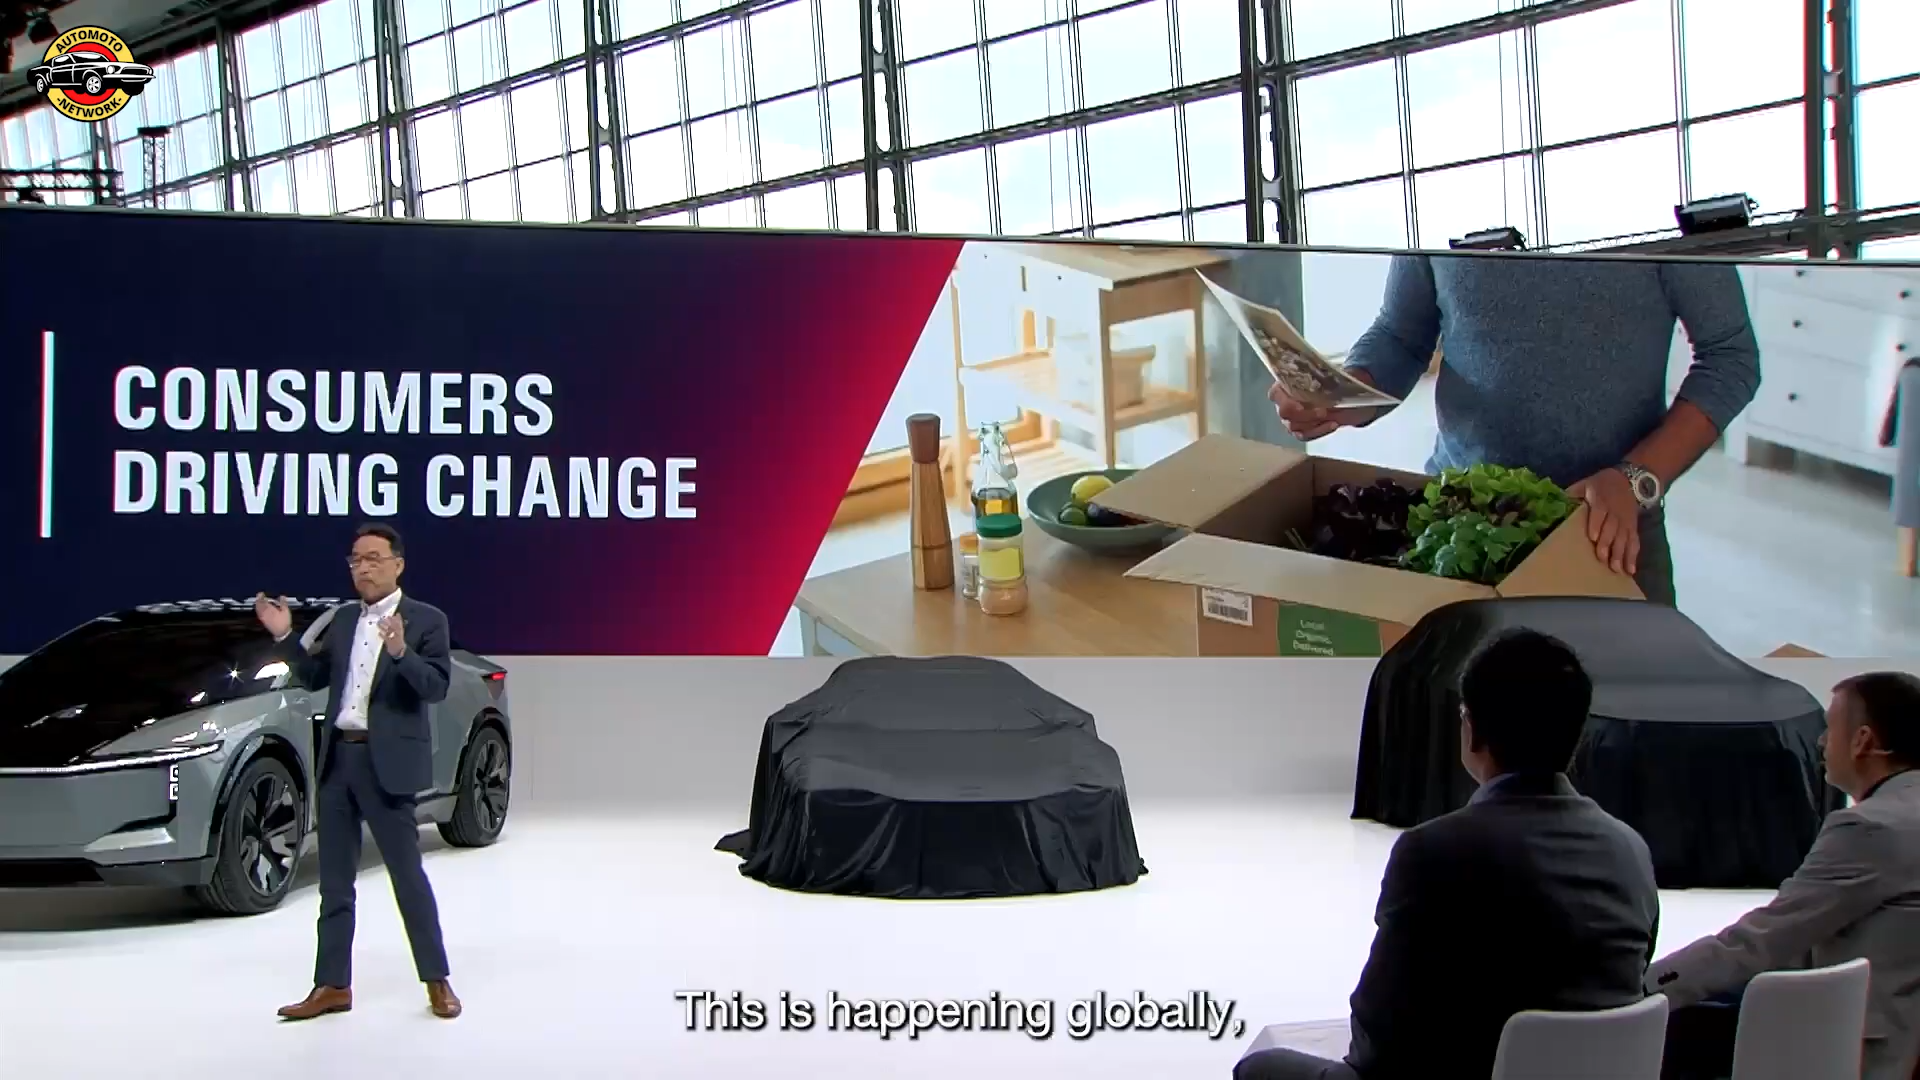 AUTOMOTO
-NETWORK-
CONSUMERS
DRIVING CHANGE
Local
Organic
Delivered
This is happening globally,